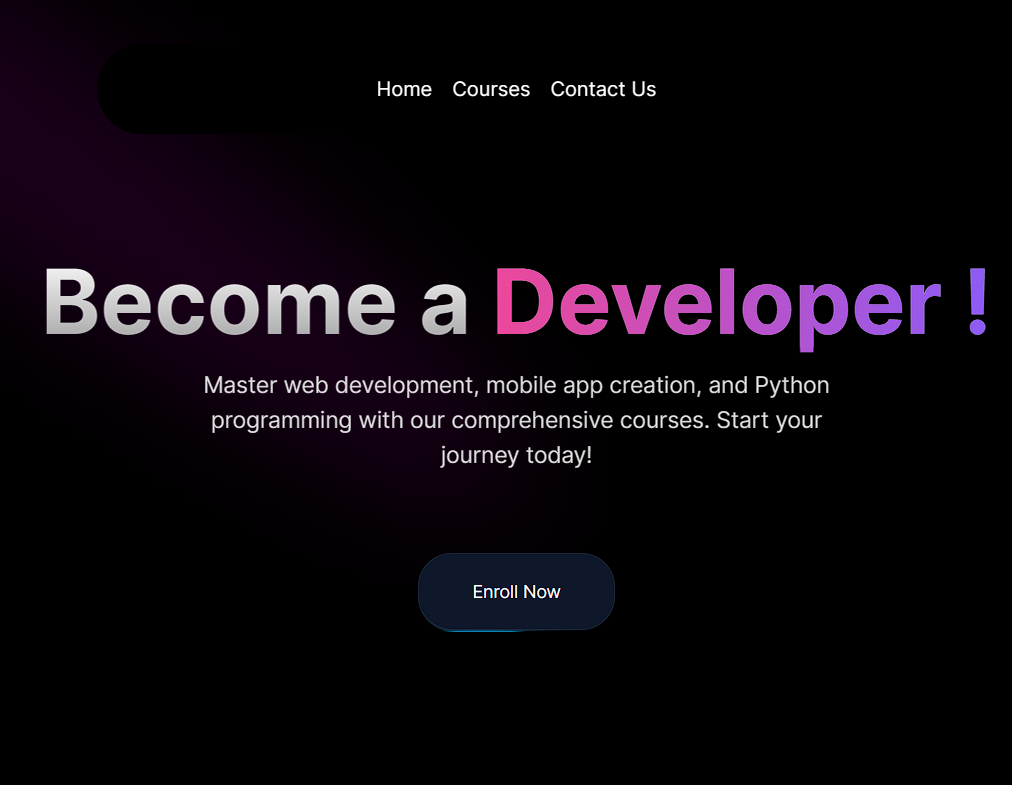 Home Courses Contact Us
Become a Developer !
Master web development, mobile app creation, and Python
programming with our comprehensive courses. Start your
journey today!
Enroll Now